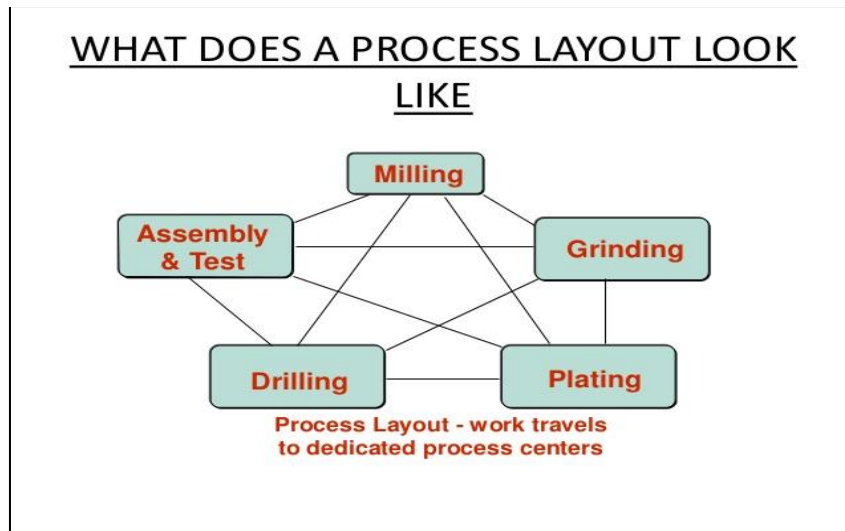 WHAT DOES A PROCESS LAYOUT LOOK
LIKE
Milling
Assembly
& Test
Grinding
Drilling
Plating
Process Layout - work travels
to dedicated process centers